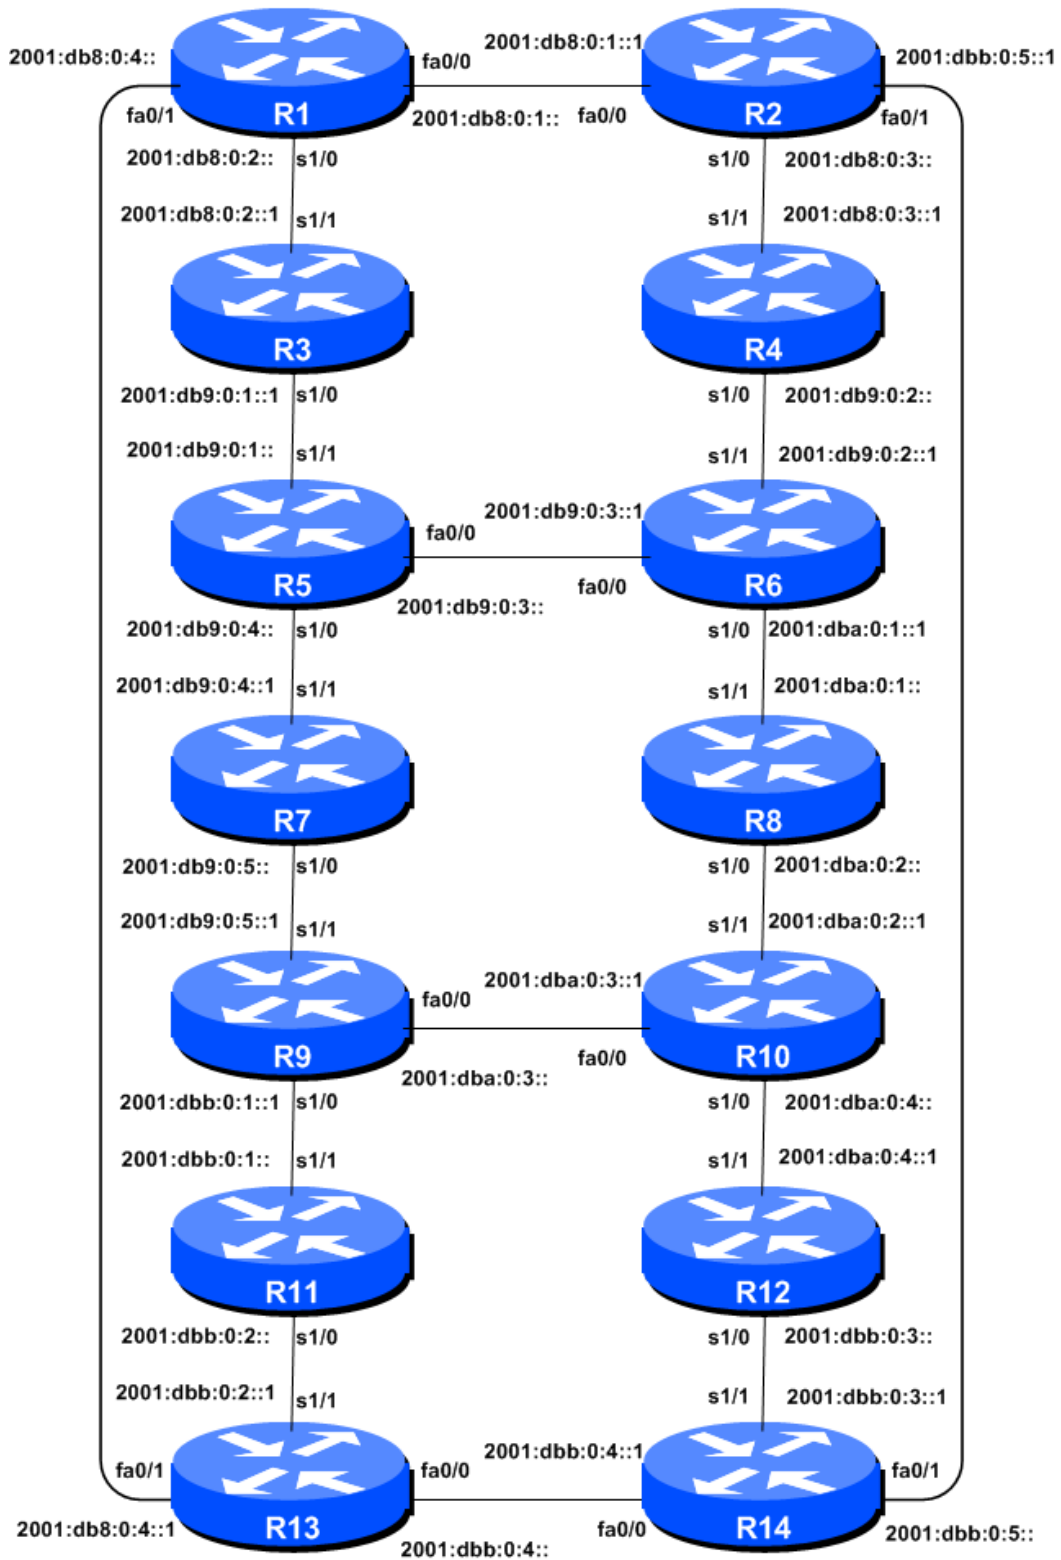 2001:db8:0:4::
fa0/0
2001:db8:0:1::1
2001:dbb:0:5::1
fa0/1
R1
2001:db8:0:1::
fa0/0
R2
fa0/1
2001:db8:0:2::
s1/0
s1/0
2001:db8:0:3::
2001:db8:0:2::1
s1/1
s1/1
2001:db8:0:3::1
R3
R4
2001:db9:0:1::1
s1/0
s1/0
2001:db9:0:2::
2001:db9:0:1::
s1/1
s1/1
2001:db9:0:2::1
fa0/0
2001:db9:0:3::1
R5
2001:db9:0:3::
fa0/0
R6
2001:db9:0:4::
s1/0
s1/0
2001:dba:0:1::1
2001:db9:0:4::1
s1/1
s1/1
2001:dba:0:1::
R7
R8
2001:db9:0:5::
s1/0
s1/0
2001:dba:0:2::
2001:db9:0:5::1
s1/1
s1/1
2001:dba:0:2::1
fa0/0
2001:dba:0:3::1
R9
2001:dba:0:3::
fa0/0
R10
2001:dbb:0:1::1
s1/0
s1/0
2001:dba:0:4::
2001:dbb:0:1::
s1/1
s1/1
2001:dba:0:4::1
R11
R12
2001:dbb:0:2::
s1/0
s1/0
2001:dbb:0:3::
2001:dbb:0:2::1
s1/1
s1/1
2001:dbb:0:3::1
fa0/1
fa0/0
2001:dbb:0:4::1
fa0/1
2001:db8:0:4::1
R13
2001:dbb:0:4::
fa0/0
R14
2001:dbb:0:5::